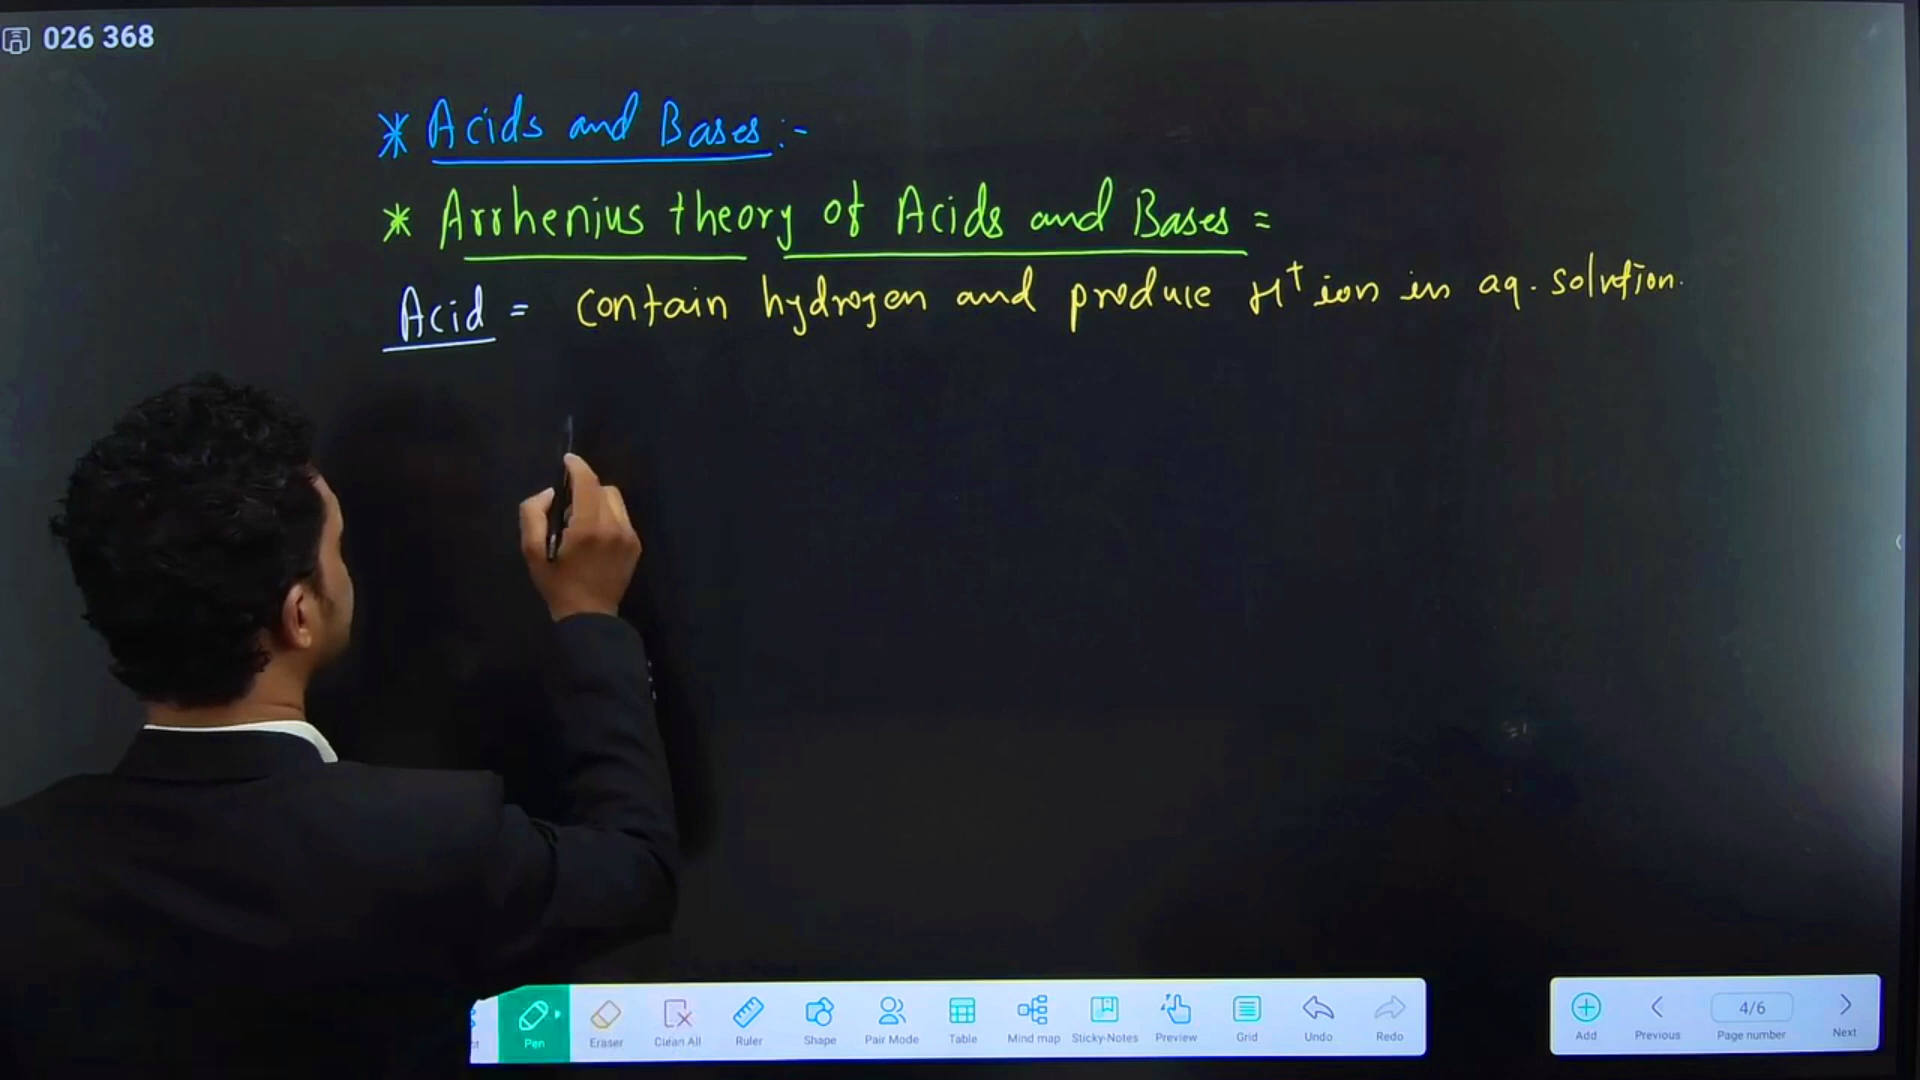 026 368
* Acids and Bases :-
* Arrhenius theory of Acids and Bases =
Acid = contain hydrogen and produce H⁺ ion in aq. solution.
Pen
Eraser
Clean All
Ruler
Shape
Pair Mode
Table
Mind map
Sticky-Notes
Preview
Grid
Undo
Redo
Add
Previous
4/6
Page number
Next